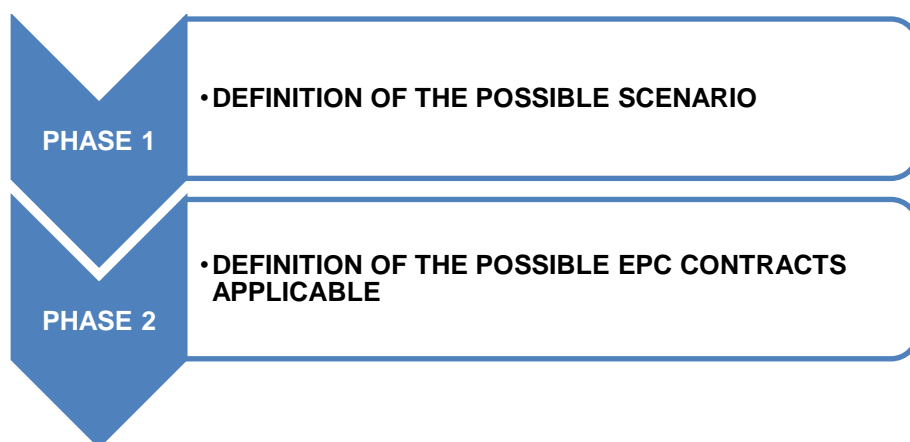 PHASE 1
•DEFINITION OF THE POSSIBLE SCENARIO
PHASE 2
•DEFINITION OF THE POSSIBLE EPC CONTRACTS
APPLICABLE